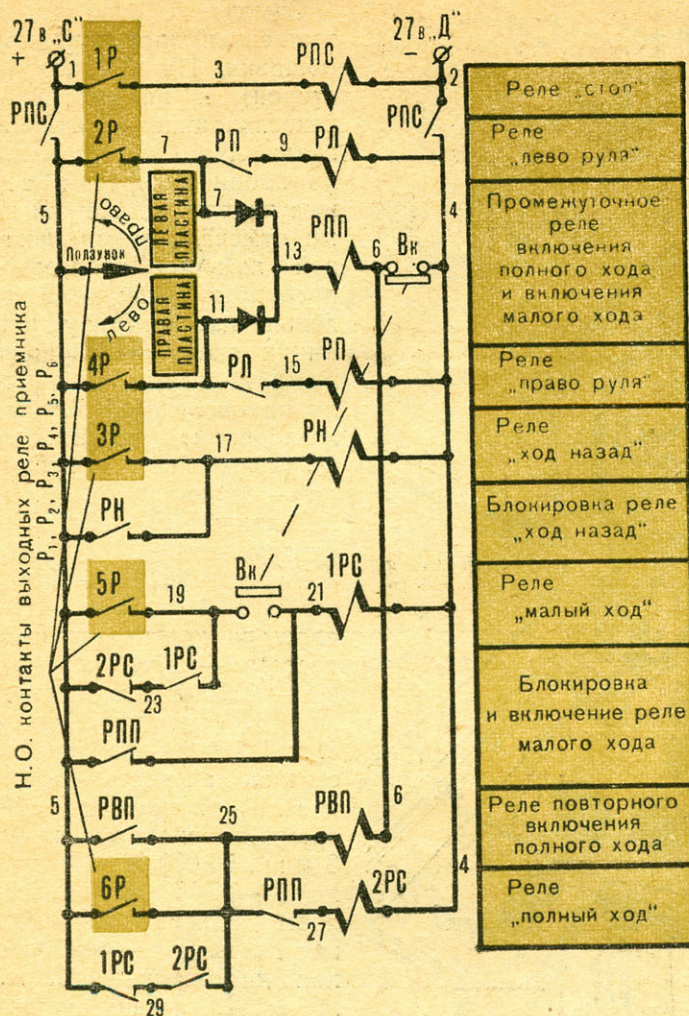 27в „С“
27в „Д“
+
−
1
1Р
3
РПС
2
РПС
РПС
2Р
7
РП
9
РЛ
5
4
право
ЛЕВАЯ
ПЛАСТИНА
7
РПП
13
6
Вк
Ползунок
лево
ПРАВАЯ
ПЛАСТИНА
11
4Р
РЛ
15
РП
3Р
17
РН
РН
Вк
5Р
19
21
1РС
2РС
1РС
23
РПП
5
РВП
25
РВП
6
6Р
РПП
27
2РС
4
1РС
2РС
29
Н.О. контакты выходных реле приемника
Р₁, Р₂, Р₃, Р₄, Р₅, Р₆
Реле „стоп“
Реле
„лево рула“
Промежуточное
реле
включения
полного хода
и включения
малого хода
Реле
„право руля“
Реле
„ход назад“
Блокировка реле
„ход назад“
Реле
„малый ход“
Блокировка
и включение реле
малого хода
Реле повторного
включения
полного хода
Реле
„полный ход“